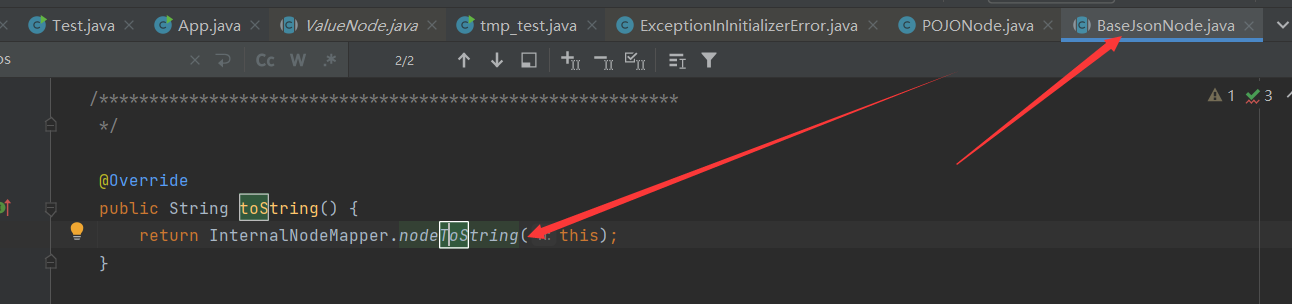 Test.java App.java ValueNode.java tmp_test.java ExceptionInInitializerError.java POJONode.java BaseJsonNode.java
os Cc W .* 2/2
/**********************************************************
1 3
*/
@Override
public String toString() {
return InternalNodeMapper.nodeToString( this);
}